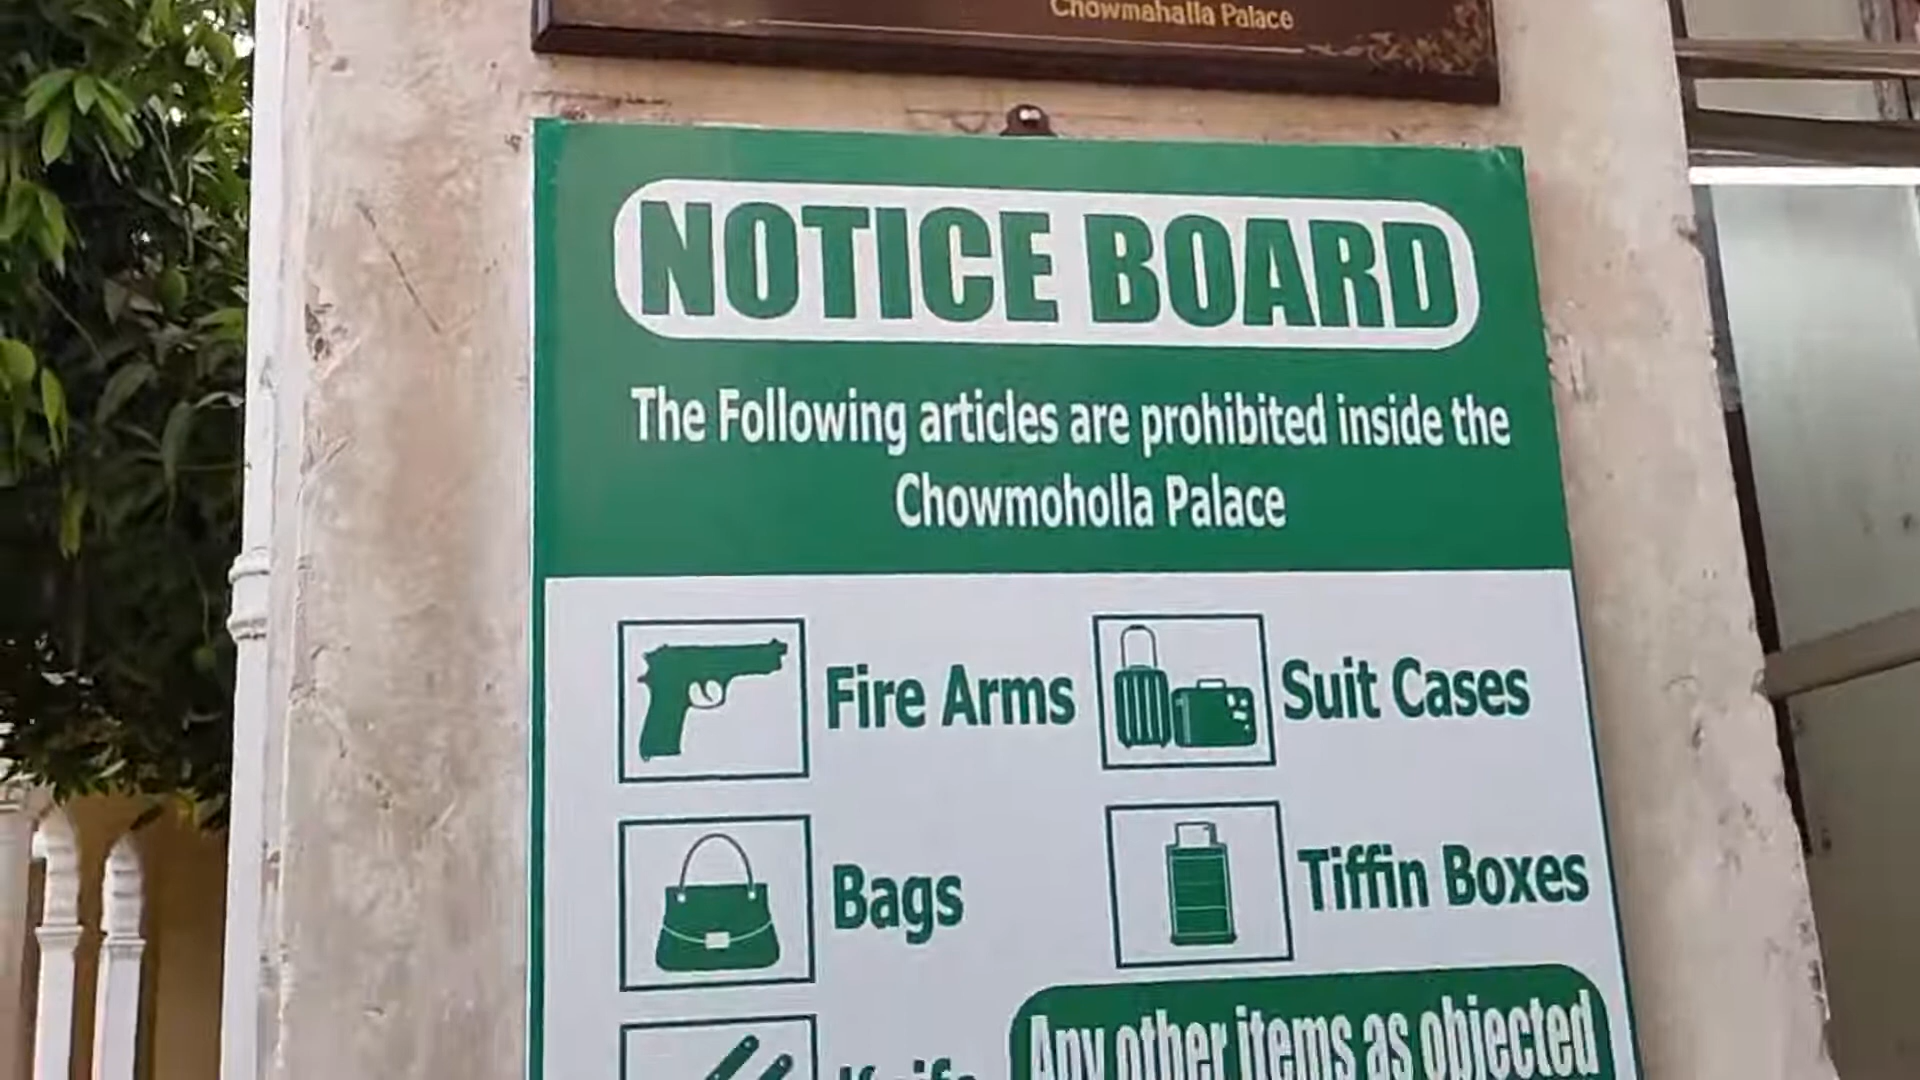 Chowmahalla Palace
NOTICE BOARD
The Following articles are prohibited inside the
Chowmoholla Palace
Fire Arms
Suit Cases
Bags
Tiffin Boxes
Knife
Any other items as objected